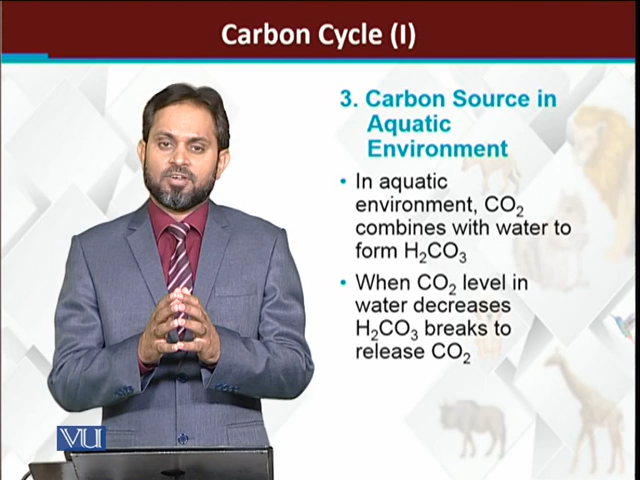 Carbon Cycle (I)
3. Carbon Source in
Aquatic
Environment
• In aquatic
environment, CO₂
combines with water to
form H₂CO₃
• When CO₂ level in
water decreases
H₂CO₃ breaks to
release CO₂
VU